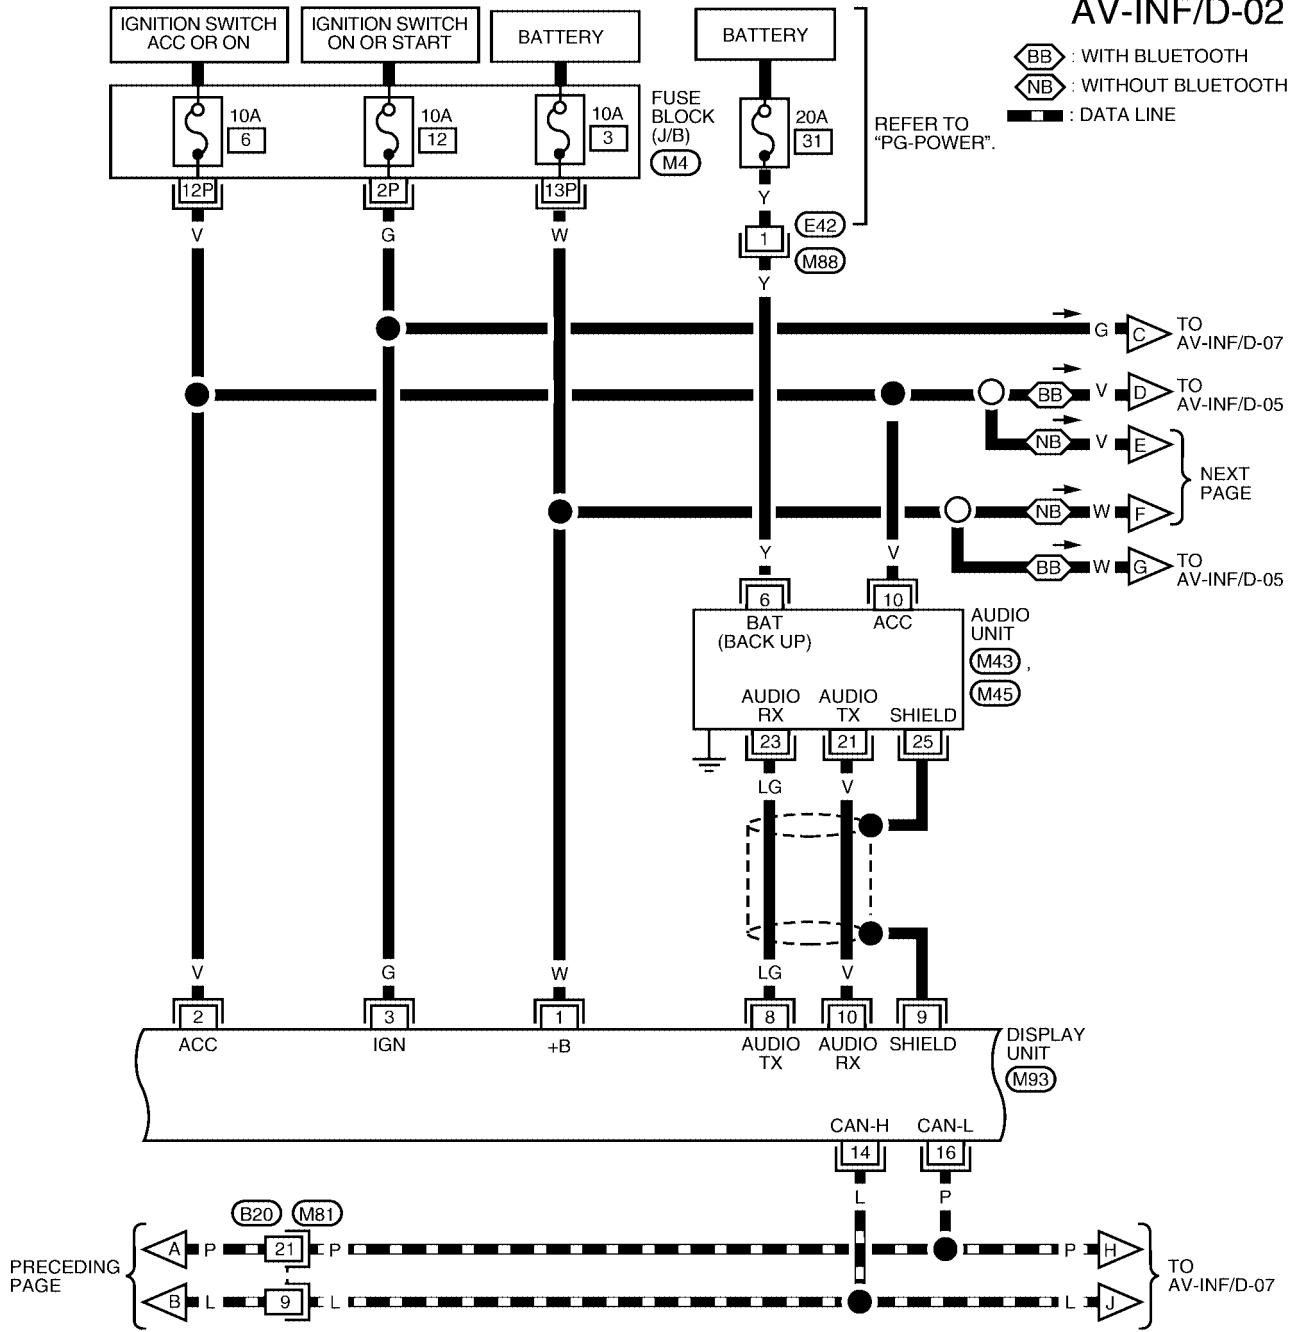 AV-INF/D-02
BB : WITH BLUETOOTH
NB : WITHOUT BLUETOOTH
: DATA LINE
IGNITION SWITCH
ACC OR ON
IGNITION SWITCH
ON OR START
BATTERY
BATTERY
10A
6
10A
12
10A
3
FUSE
BLOCK
(J/B)
M4
20A
31
REFER TO
"PG-POWER".
12P
2P
13P
Y
V
G
W
1
E42
M88
Y
G
C
TO
AV-INF/D-07
BB
V
D
TO
AV-INF/D-05
NB
V
E
NEXT
PAGE
NB
W
F
BB
W
G
TO
AV-INF/D-05
Y
V
6
10
BAT
(BACK UP)
ACC
AUDIO
UNIT
M43 ,
M45
AUDIO
RX
AUDIO
TX
SHIELD
23
21
25
LG
V
V
G
W
LG
V
2
3
1
8
10
9
ACC
IGN
+B
AUDIO
TX
AUDIO
RX
SHIELD
DISPLAY
UNIT
M93
CAN-H
CAN-L
14
16
L
P
B20
M81
PRECEDING
PAGE
A
P
21
P
P
H
B
L
9
L
L
J
TO
AV-INF/D-07